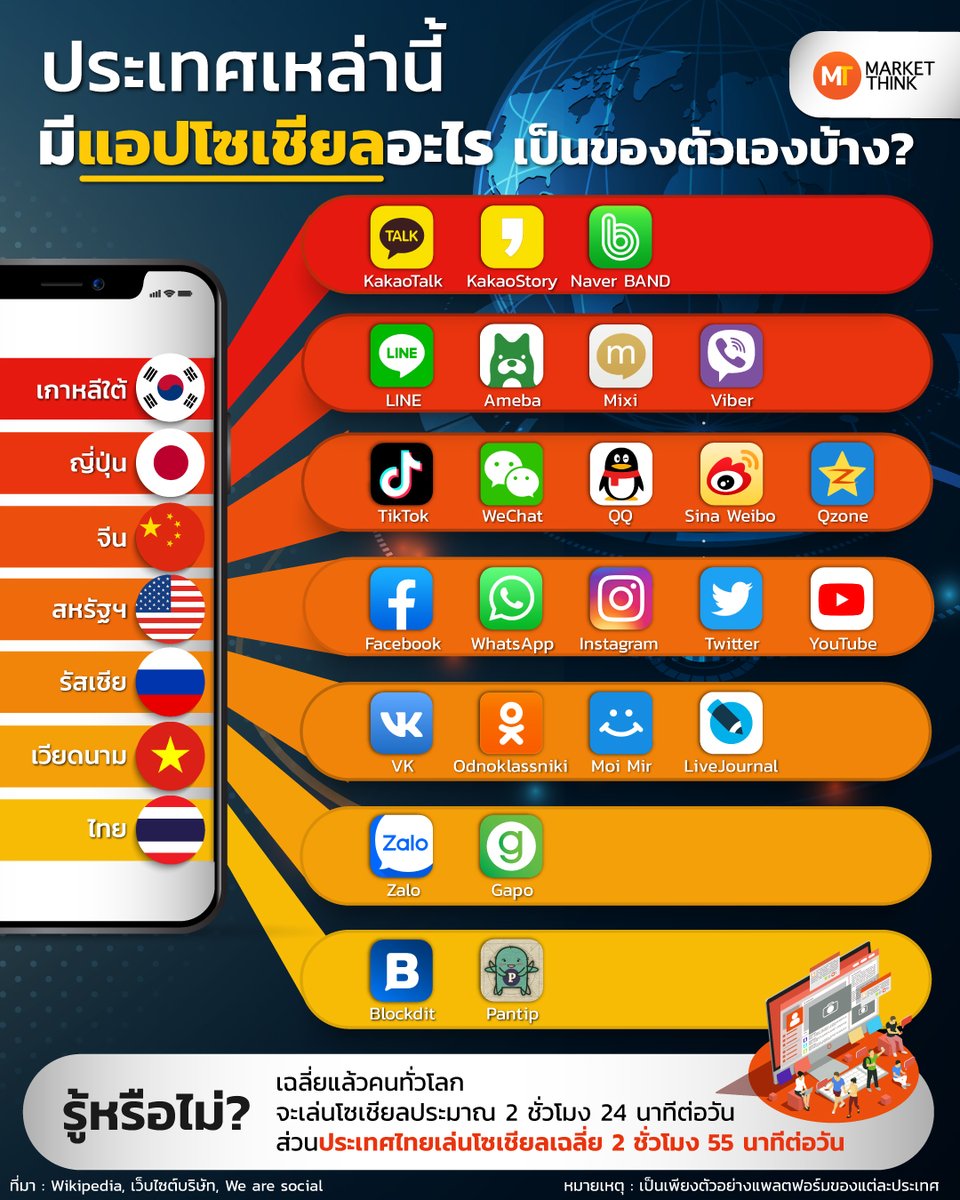 ประเทศเหล่านี้
มีแอปโซเชียลอะไร เป็นของตัวเองบ้าง?
MT MARKET
THINK
เกาหลีใต้
TALK
KakaoTalk KakaoStory Naver BAND
ญี่ปุ่น
LINE
m
LINE Ameba Mixi Viber
จีน
TikTok WeChat QQ Sina Weibo Qzone
สหรัฐฯ
Facebook WhatsApp Instagram Twitter YouTube
รัสเซีย
VK Odnoklassniki Moi Mir LiveJournal
เวียดนาม
Zalo g
Zalo Gapo
ไทย
B P
Blockdit Pantip
รู้หรือไม่?
เฉลี่ยแล้วคนทั่วโลก
จะเล่นโซเชียลประมาณ 2 ชั่วโมง 24 นาทีต่อวัน
ส่วนประเทศไทยเล่นโซเชียลเฉลี่ย 2 ชั่วโมง 55 นาทีต่อวัน
ที่มา : Wikipedia, เว็บไซต์บริษัท, We are social
หมายเหตุ : เป็นเพียงตัวอย่างแพลตฟอร์มของแต่ละประเทศ